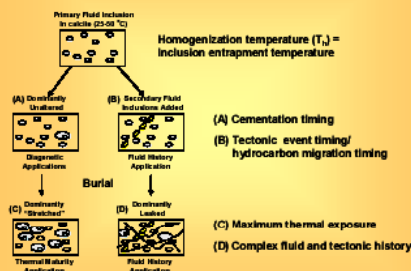 Primary Fluid Inclusion
in calcite (25-50 °C)
Homogenization temperature (Th) =
inclusion entrapment temperature
(A) Dominantly
Unaltered
(B) Secondary Fluid
Inclusions Added
(A) Cementation timing
(B) Tectonic event timing/
hydrocarbon migration timing
Diagenetic
Applications
Fluid History
Application
Burial
(C) Dominantly
"Stretched"
(D) Dominantly
Leaked
(C) Maximum thermal exposure
(D) Complex fluid and tectonic history
Thermal Maturity
Application
Fluid History
Application